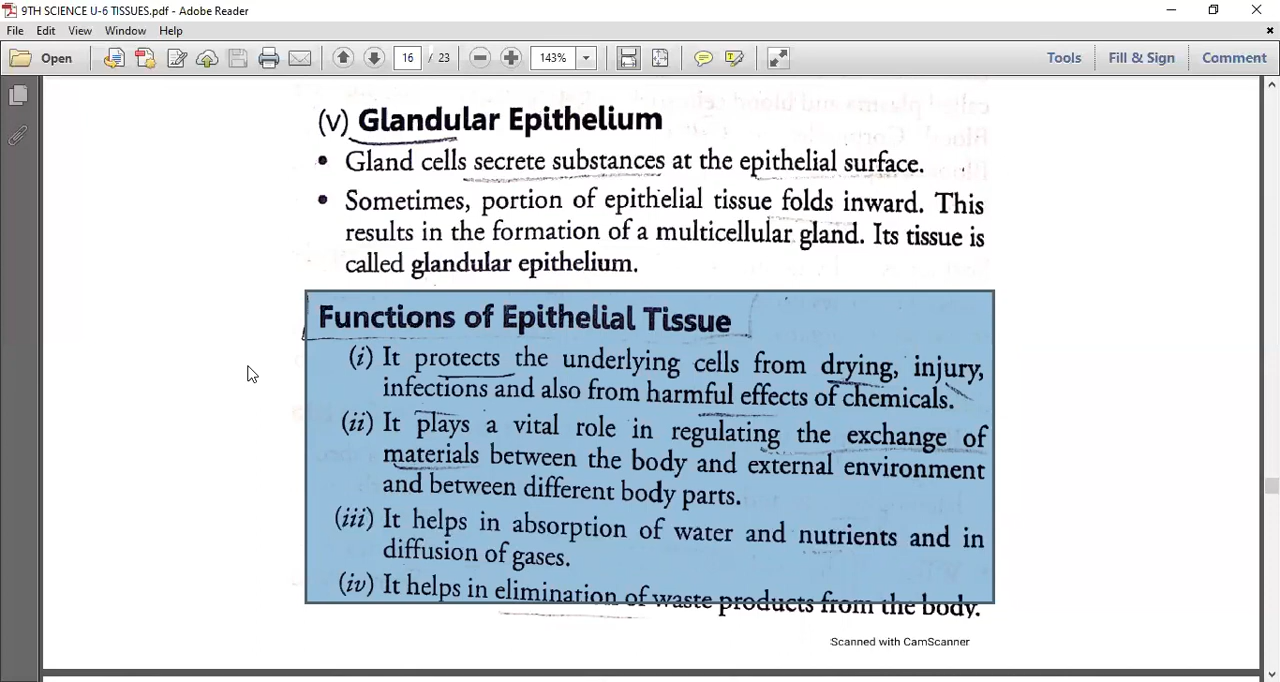 9TH SCIENCE U-6 TISSUES.pdf - Adobe Reader
File Edit View Window Help
Open 16 / 23 143% Tools Fill & Sign Comment
(v) Glandular Epithelium
• Gland cells secrete substances at the epithelial surface.
• Sometimes, portion of epithelial tissue folds inward. This
results in the formation of a multicellular gland. Its tissue is
called glandular epithelium.
Functions of Epithelial Tissue
(i) It protects the underlying cells from drying, injury,
infections and also from harmful effects of chemicals.
(ii) It plays a vital role in regulating the exchange of
materials between the body and external environment
and between different body parts.
(iii) It helps in absorption of water and nutrients and in
diffusion of gases.
(iv) It helps in elimination of waste products from the body.
Scanned with CamScanner